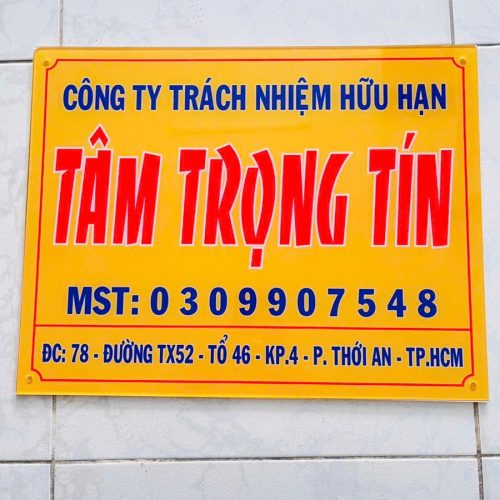 CÔNG TY TRÁCH NHIỆM HỮU HẠN
TÂM TRỌNG TÍN
MST: 0309907548
ĐC: 78 - ĐƯỜNG TX52 - TỔ 46 - KP.4 - P. THỚI AN - TP.HCM